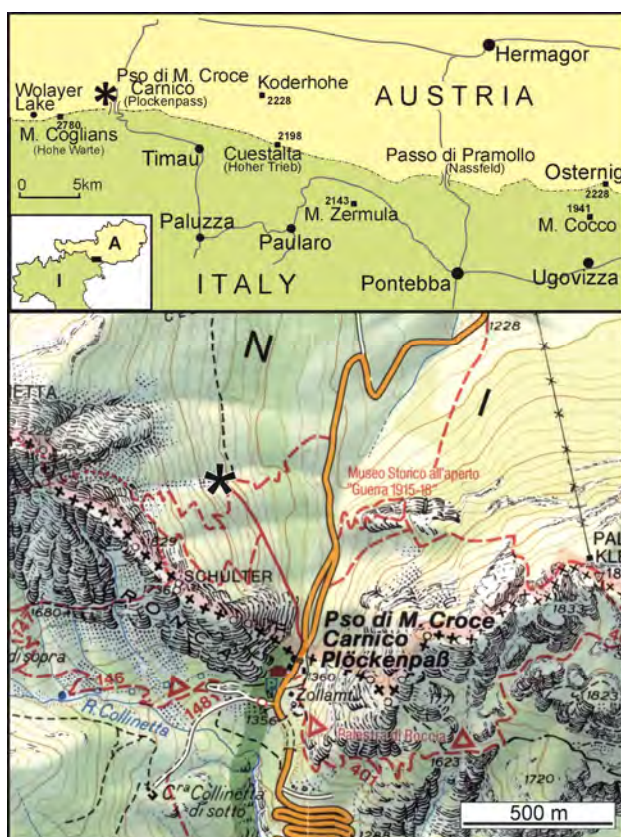 Hermagor
Wolayer
Lake
Pso di M. Croce
Carnico
(Plockenpass)
Koderhohe
2228
AUSTRIA
2780
M. Coglians
(Hohe Warte)
2198
Cuestalta
(Hoher Trieb)
Timau
Passo di Pramollo
(Nassfeld)
Osternig
2228
0 5km
2143
M. Zermula
1941
M. Cocco
Paluzza
Paularo
A
I
ITALY
Pontebba
Ugovizza
N
1228
I
Museo Storico all'aperto
"Guerra 1915-18"
SCHULTER
PAL
KLE
1833
Pso di M. Croce
Carnico
Plöckenpaß
1680
di sopra
146
148
1360
Zollamt
1356
R. Collinetta
1823
Palestra di Roccia
401
1623
1720
C.ra Collinetta
di sotto
500 m